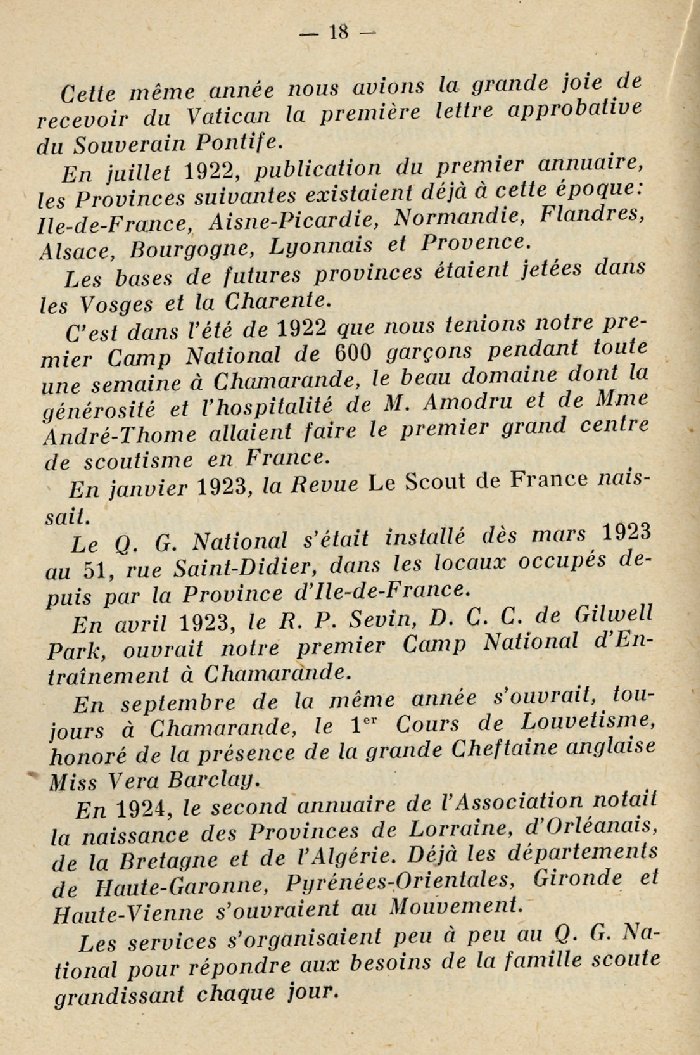 — 18 —
Cette même année nous avions la grande joie de
recevoir du Vatican la première lettre approbative
du Souverain Pontife.
En juillet 1922, publication du premier annuaire,
les Provinces suivantes existaient déjà à cette époque:
Ile-de-France, Aisne-Picardie, Normandie, Flandres,
Alsace, Bourgogne, Lyonnais et Provence.
Les bases de futures provinces étaient jetées dans
les Vosges et la Charente.
C'est dans l'été de 1922 que nous tenions notre pre-
mier Camp National de 600 garçons pendant toute
une semaine à Chamarande, le beau domaine dont la
générosité et l'hospitalité de M. Amodru et de Mme
André-Thome allaient faire le premier grand centre
de scoutisme en France.
En janvier 1923, la Revue Le Scout de France nais-
sait.
Le Q. G. National s'était installé dès mars 1923
au 51, rue Saint-Didier, dans les locaux occupés de-
puis par la Province d'Ile-de-France.
En avril 1923, le R. P. Sevin, D. C. C. de Gilwell
Park, ouvrait notre premier Camp National d'En-
traînement à Chamarande.
En septembre de la même année s'ouvrait, tou-
jours à Chamarande, le 1er Cours de Louvetisme,
honoré de la présence de la grande Cheftaine anglaise
Miss Vera Barclay.
En 1924, le second annuaire de l'Association notait
la naissance des Provinces de Lorraine, d'Orléanais,
de la Bretagne et de l'Algérie. Déjà les départements
de Haute-Garonne, Pyrénées-Orientales, Gironde et
Haute-Vienne s'ouvraient au Mouvement.
Les services s'organisaient peu à peu au Q. G. Na-
tional pour répondre aux besoins de la famille scoute
grandissant chaque jour.